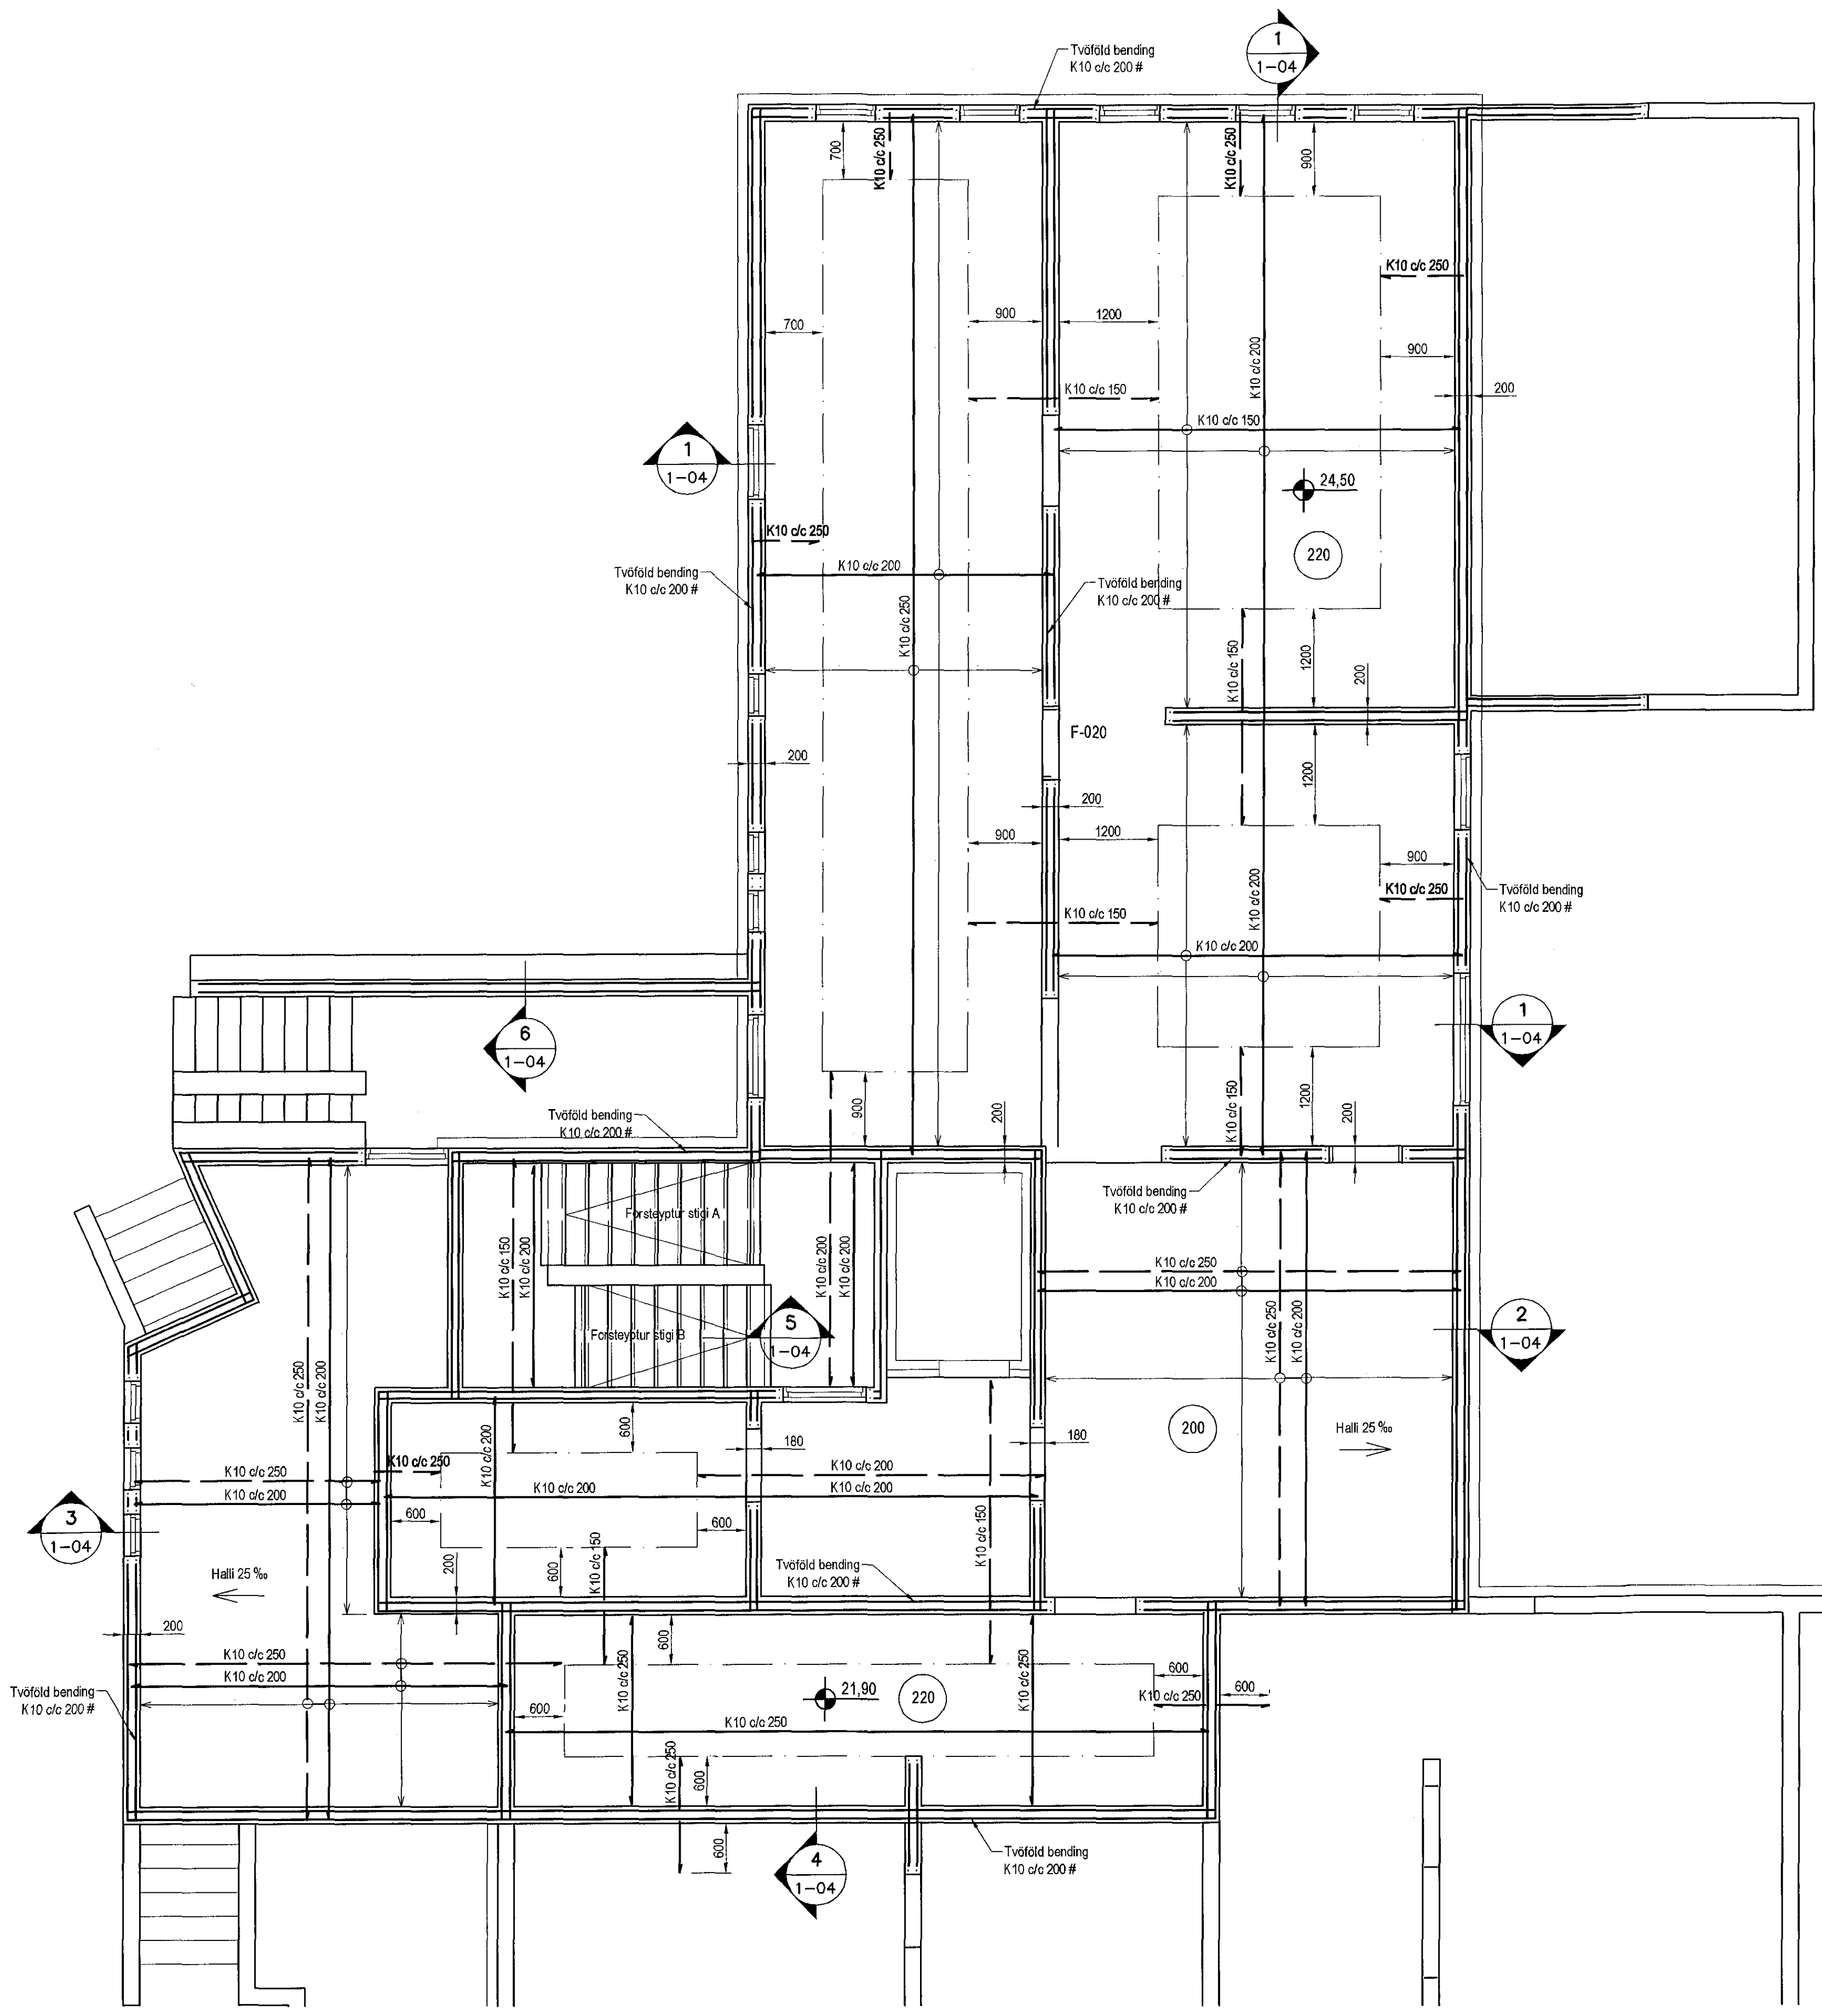 Tvöföld bending
K10 c/c 200 #
1
1-04
K10 c/c 250
700
K10 c/c 250
900
K10 c/c 250
700
900
1200
900
K10 c/c 200
K10 c/c 150
200
K10 c/c 150
1
1-04
24,50
K10 c/c 250
220
K10 c/c 200
Tvöföld bending
K10 c/c 200 #
Tvöföld bending
K10 c/c 200 #
K10 c/c 250
K10 c/c 150
1200
200
F-020
200
1200
200
900
1200
900
K10 c/c 250
Tvöföld bending
K10 c/c 200 #
K10 c/c 200
K10 c/c 150
K10 c/c 200
6
1-04
1
1-04
900
200
K10 c/c 150
1200
200
Tvöföld bending
K10 c/c 200 #
Tvöföld bending
K10 c/c 200 #
Forsteyptur stigi A
K10 c/c 150
K10 c/c 200
K10 c/c 200
K10 c/c 200
K10 c/c 250
K10 c/c 200
Forsteyptur stigi B
5
1-04
K10 c/c 250
K10 c/c 200
2
1-04
K10 c/c 250
K10 c/c 200
600
180
180
200
Halli 25 ‰
K10 c/c 200
K10 c/c 250
K10 c/c 250
K10 c/c 200
K10 c/c 200
K10 c/c 200
K10 c/c 200
3
1-04
600
600
K10 c/c 150
K10 c/c 150
200
600
Tvöföld bending
K10 c/c 200 #
Halli 25 ‰
200
K10 c/c 250
K10 c/c 200
600
K10 c/c 250
K10 c/c 250
600
600
K10 c/c 250
Tvöföld bending
K10 c/c 200 #
21,90
220
600
K10 c/c 250
K10 c/c 250
600
600
4
1-04
Tvöföld bending
K10 c/c 200 #